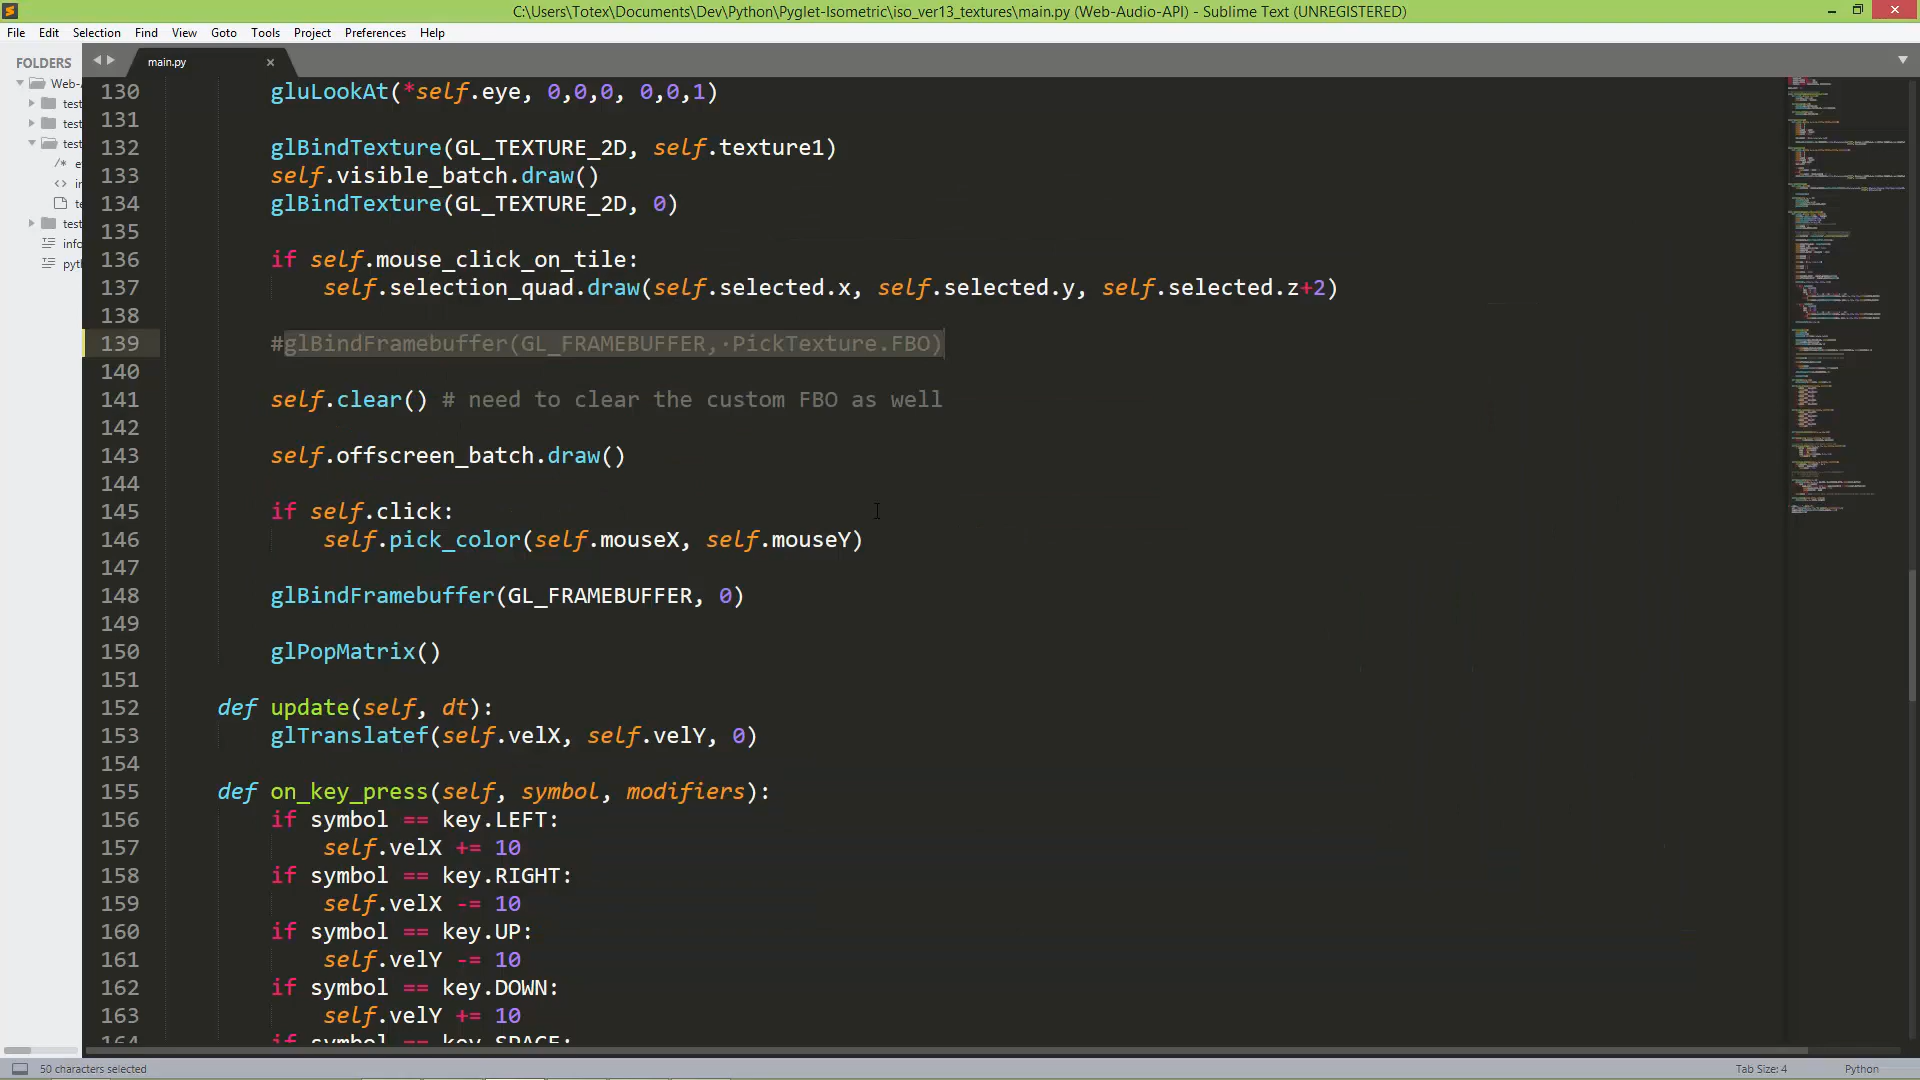 C:\Users\Totex\Documents\Dev\Python\Pyglet-Isometric\iso_ver13_textures\main.py (Web-Audio-API) - Sublime Text (UNREGISTERED)
File Edit Selection Find View Goto Tools Project Preferences Help
FOLDERS
main.py
Web-A
test
test
test
e
in
te
test
info
pyth
130 gluLookAt(*self.eye, 0,0,0, 0,0,1)
131
132 glBindTexture(GL_TEXTURE_2D, self.texture1)
133 self.visible_batch.draw()
134 glBindTexture(GL_TEXTURE_2D, 0)
135
136 if self.mouse_click_on_tile:
137 self.selection_quad.draw(self.selected.x, self.selected.y, self.selected.z+2)
138
139 #glBindFramebuffer(GL_FRAMEBUFFER,·PickTexture.FBO)
140
141 self.clear() # need to clear the custom FBO as well
142
143 self.offscreen_batch.draw()
144
145 if self.click:
146 self.pick_color(self.mouseX, self.mouseY)
147
148 glBindFramebuffer(GL_FRAMEBUFFER, 0)
149
150 glPopMatrix()
151
152 def update(self, dt):
153 glTranslatef(self.velX, self.velY, 0)
154
155 def on_key_press(self, symbol, modifiers):
156 if symbol == key.LEFT:
157 self.velX += 10
158 if symbol == key.RIGHT:
159 self.velX -= 10
160 if symbol == key.UP:
161 self.velY -= 10
162 if symbol == key.DOWN:
163 self.velY += 10
164 if symbol == key.SPACE:
50 characters selected
Tab Size: 4
Python